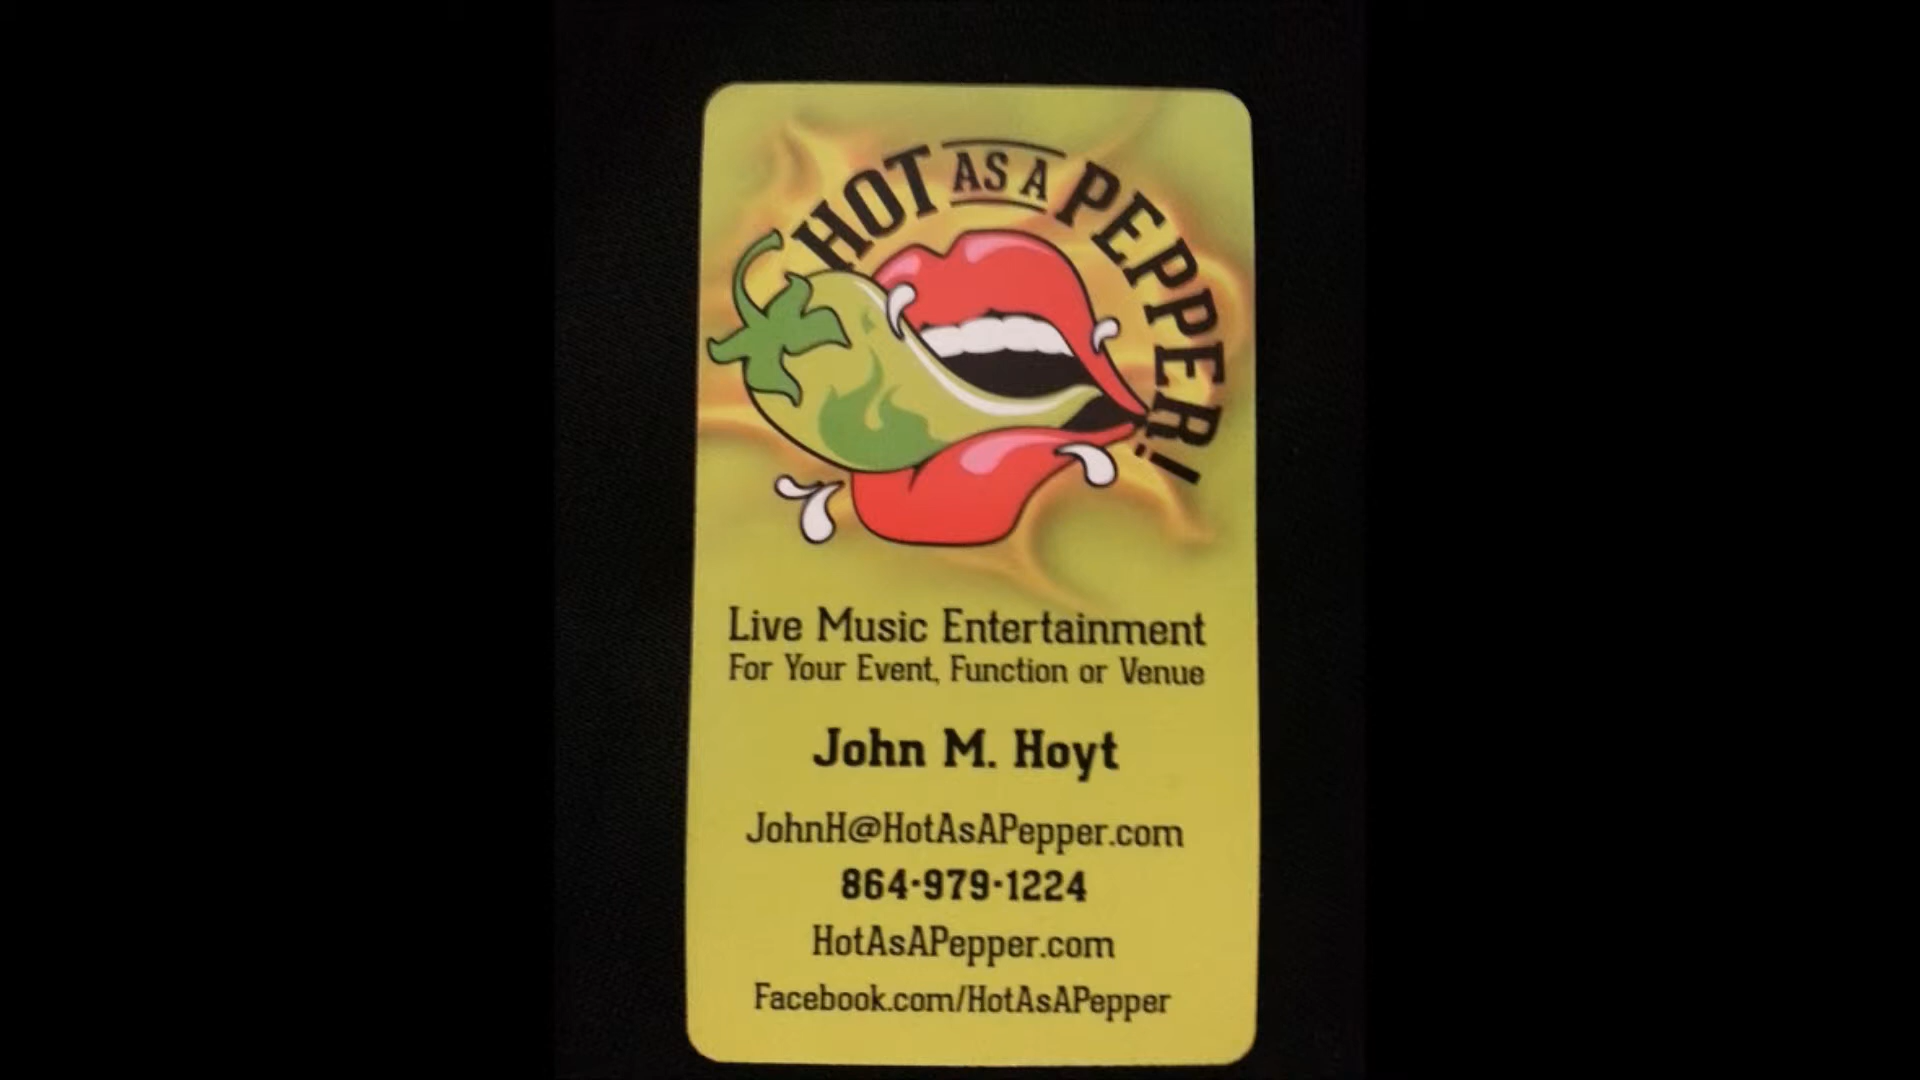 HOT AS A PEPPER!
Live Music Entertainment
For Your Event, Function or Venue
John M. Hoyt
JohnH@HotAsAPepper.com
864-979-1224
HotAsAPepper.com
Facebook.com/HotAsAPepper